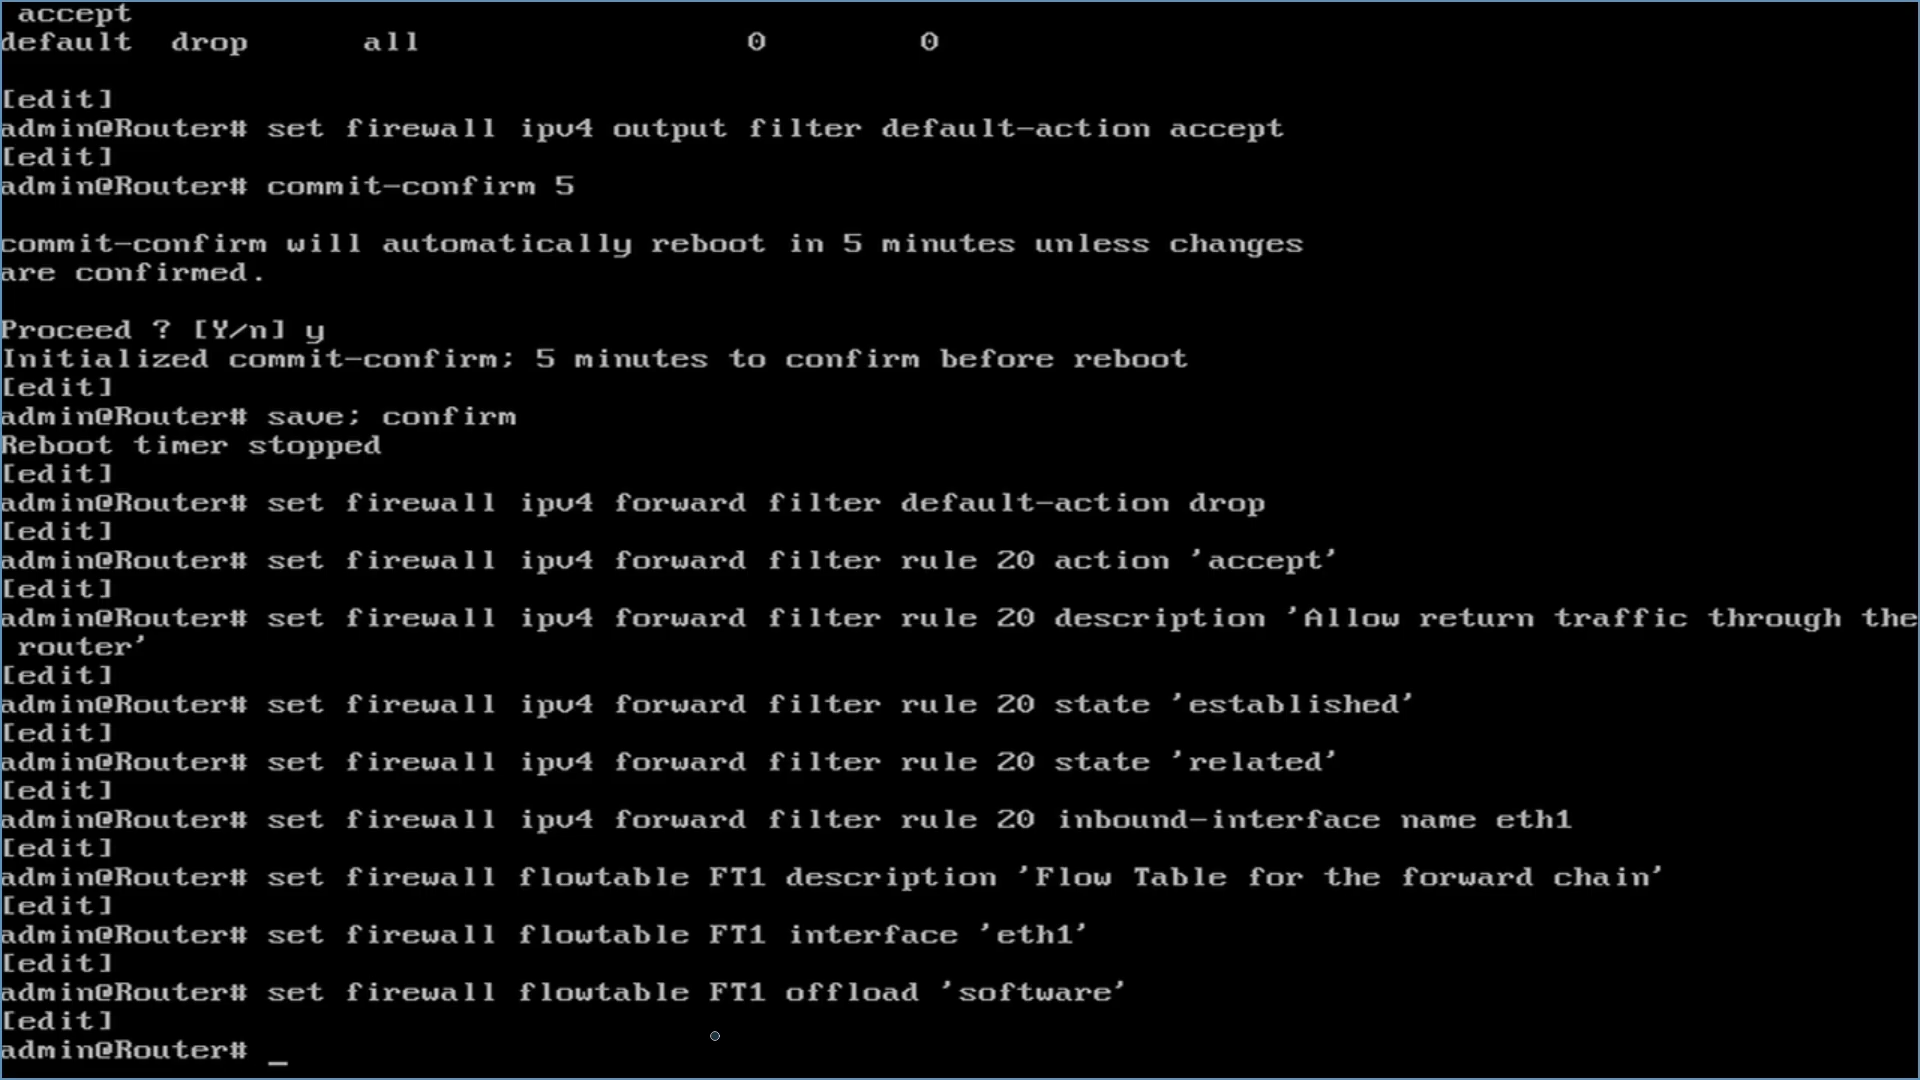 accept
default  drop      all                 0        0
[edit]
admin@Router# set firewall ipv4 output filter default-action accept
[edit]
admin@Router# commit-confirm 5
commit-confirm will automatically reboot in 5 minutes unless changes
are confirmed.
Proceed ? [Y/n] y
Initialized commit-confirm; 5 minutes to confirm before reboot
[edit]
admin@Router# save; confirm
Reboot timer stopped
[edit]
admin@Router# set firewall ipv4 forward filter default-action drop
[edit]
admin@Router# set firewall ipv4 forward filter rule 20 action 'accept'
[edit]
admin@Router# set firewall ipv4 forward filter rule 20 description 'Allow return traffic through the
router'
[edit]
admin@Router# set firewall ipv4 forward filter rule 20 state 'established'
[edit]
admin@Router# set firewall ipv4 forward filter rule 20 state 'related'
[edit]
admin@Router# set firewall ipv4 forward filter rule 20 inbound-interface name eth1
[edit]
admin@Router# set firewall flowtable FT1 description 'Flow Table for the forward chain'
[edit]
admin@Router# set firewall flowtable FT1 interface 'eth1'
[edit]
admin@Router# set firewall flowtable FT1 offload 'software'
[edit]
admin@Router# _